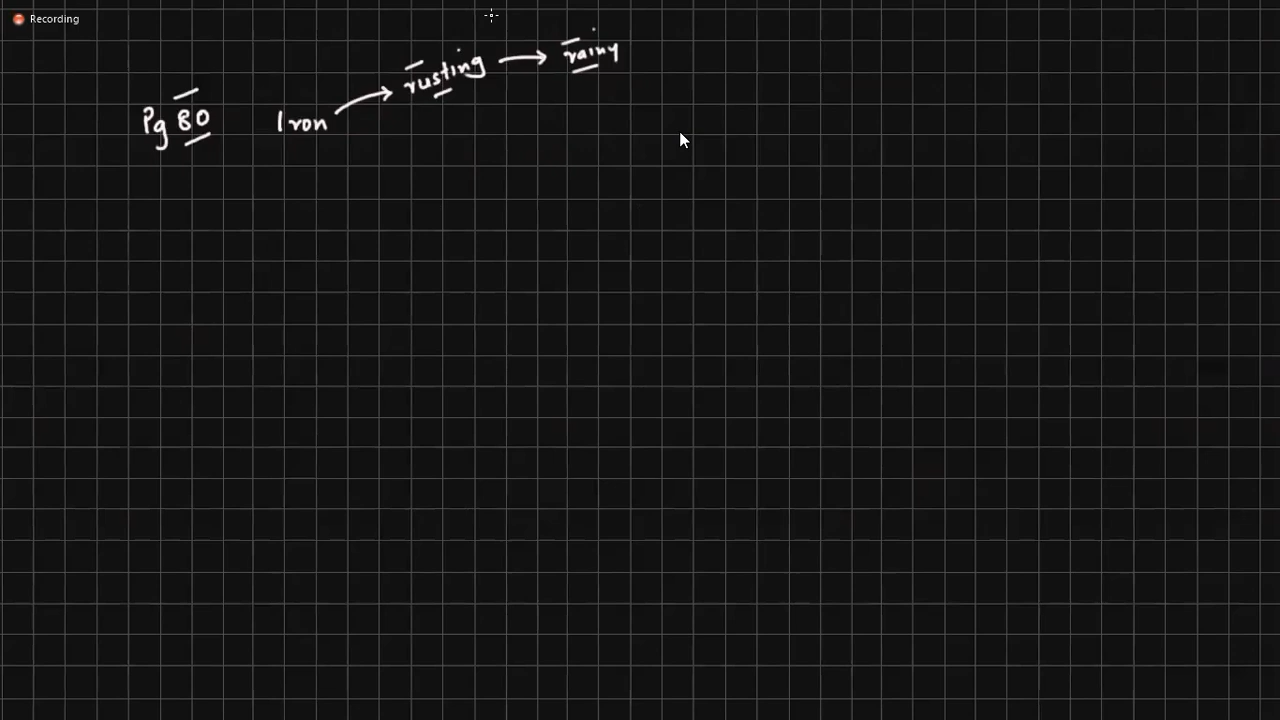 Recording
Pg 80 Iron → rusting → rainy